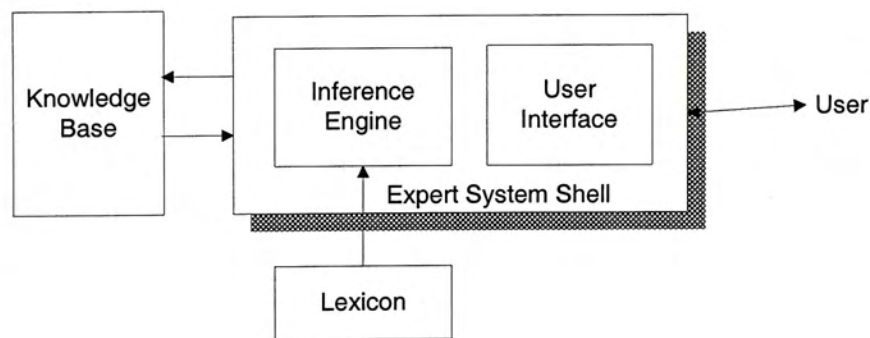 Knowledge
Base
Inference
Engine
User
Interface
User
Expert System Shell
Lexicon